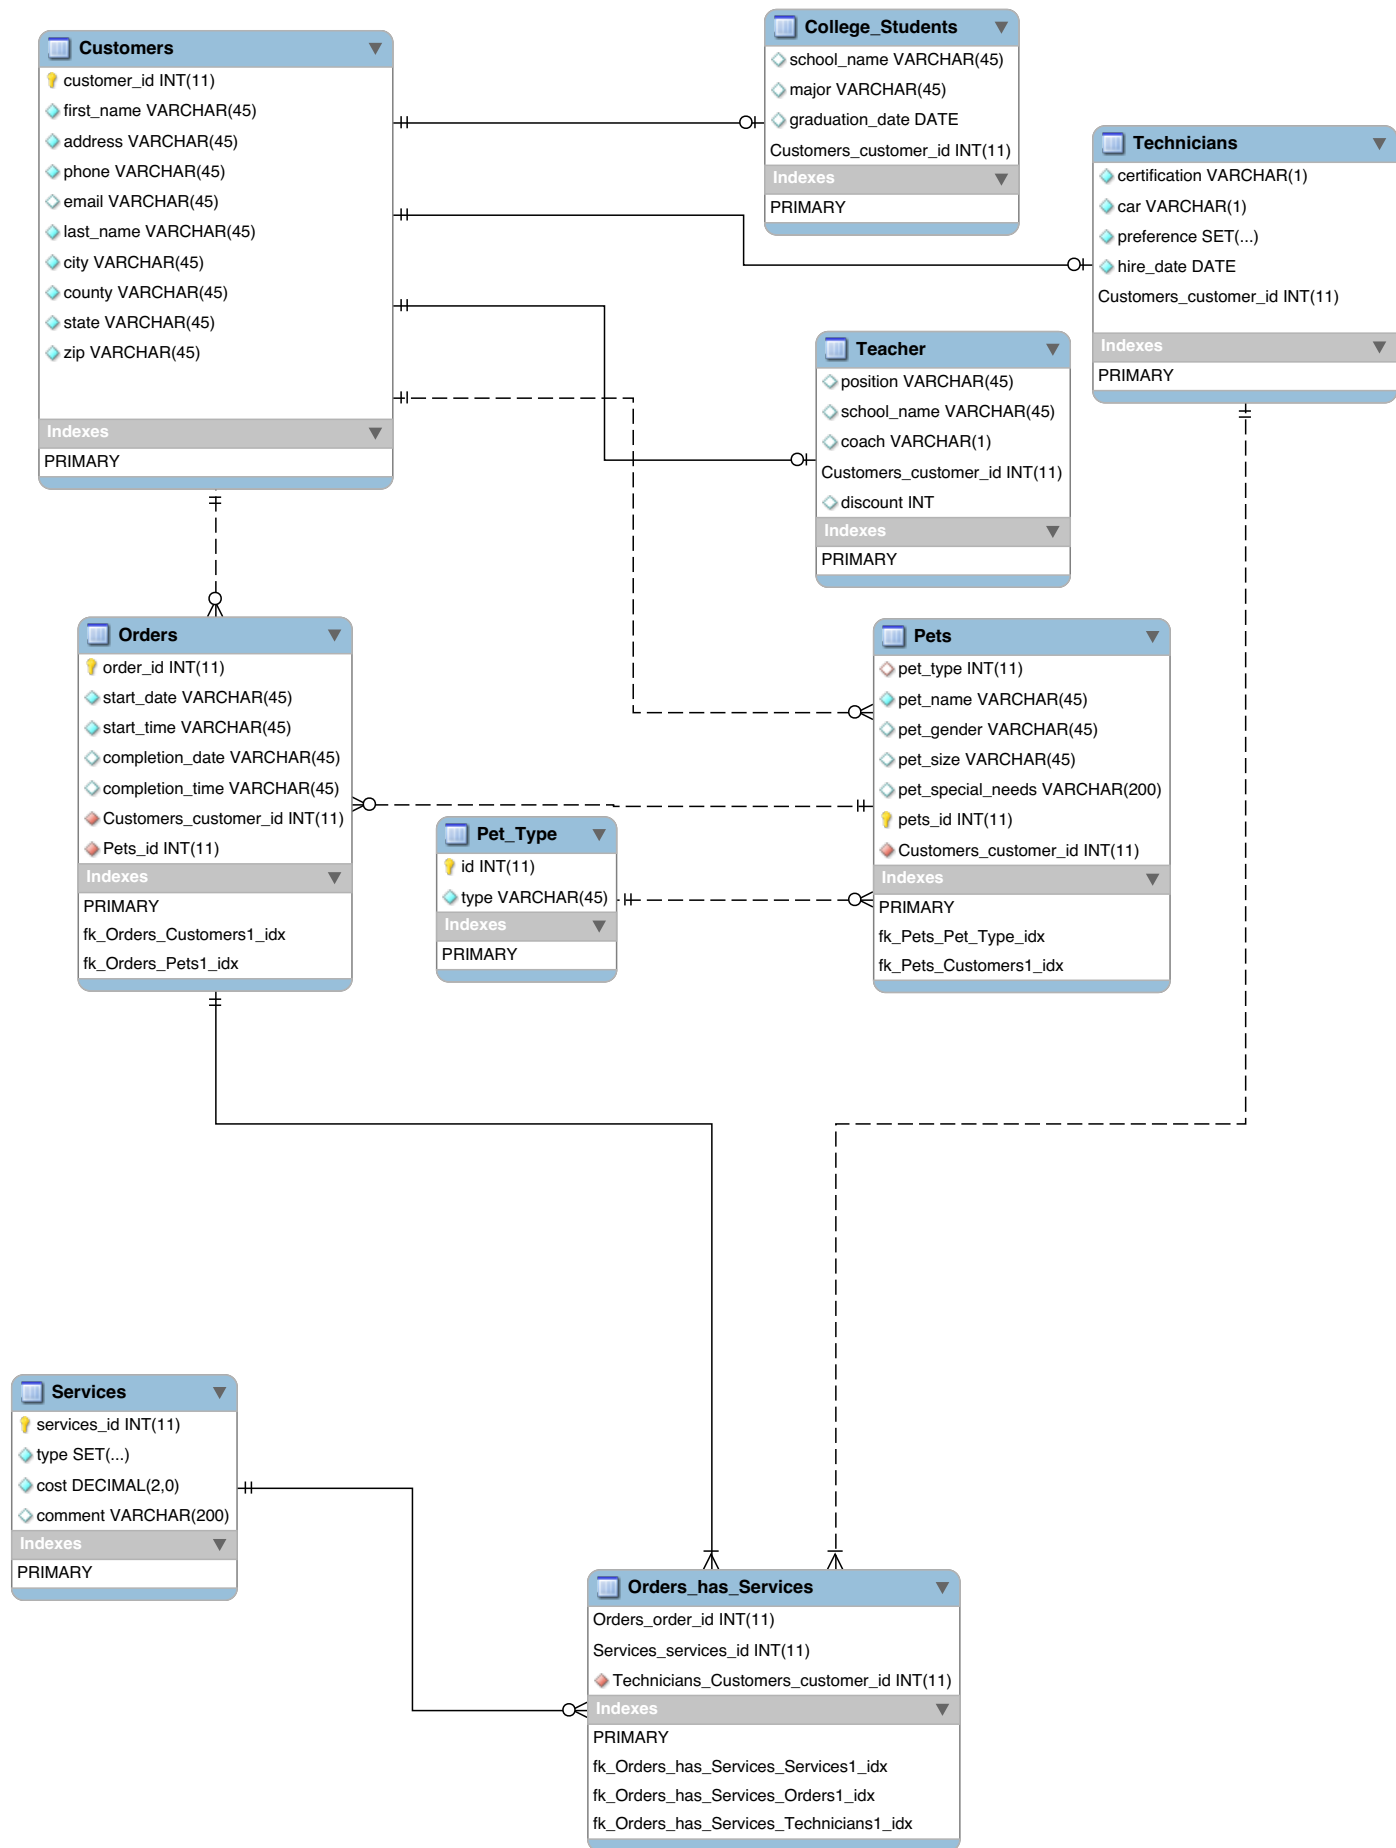 Customers
customer_id INT(11)
first_name VARCHAR(45)
address VARCHAR(45)
phone VARCHAR(45)
email VARCHAR(45)
last_name VARCHAR(45)
city VARCHAR(45)
county VARCHAR(45)
state VARCHAR(45)
zip VARCHAR(45)
Indexes
PRIMARY
College_Students
school_name VARCHAR(45)
major VARCHAR(45)
graduation_date DATE
Customers_customer_id INT(11)
Indexes
PRIMARY
Technicians
certification VARCHAR(1)
car VARCHAR(1)
preference SET(...)
hire_date DATE
Customers_customer_id INT(11)
Indexes
PRIMARY
Teacher
position VARCHAR(45)
school_name VARCHAR(45)
coach VARCHAR(1)
Customers_customer_id INT(11)
discount INT
Indexes
PRIMARY
Orders
order_id INT(11)
start_date VARCHAR(45)
start_time VARCHAR(45)
completion_date VARCHAR(45)
completion_time VARCHAR(45)
Customers_customer_id INT(11)
Pets_id INT(11)
Indexes
PRIMARY
fk_Orders_Customers1_idx
fk_Orders_Pets1_idx
Pet_Type
id INT(11)
type VARCHAR(45)
Indexes
PRIMARY
Pets
pet_type INT(11)
pet_name VARCHAR(45)
pet_gender VARCHAR(45)
pet_size VARCHAR(45)
pet_special_needs VARCHAR(200)
pets_id INT(11)
Customers_customer_id INT(11)
Indexes
PRIMARY
fk_Pets_Pet_Type_idx
fk_Pets_Customers1_idx
Services
services_id INT(11)
type SET(...)
cost DECIMAL(2,0)
comment VARCHAR(200)
Indexes
PRIMARY
Orders_has_Services
Orders_order_id INT(11)
Services_services_id INT(11)
Technicians_Customers_customer_id INT(11)
Indexes
PRIMARY
fk_Orders_has_Services_Services1_idx
fk_Orders_has_Services_Orders1_idx
fk_Orders_has_Services_Technicians1_idx